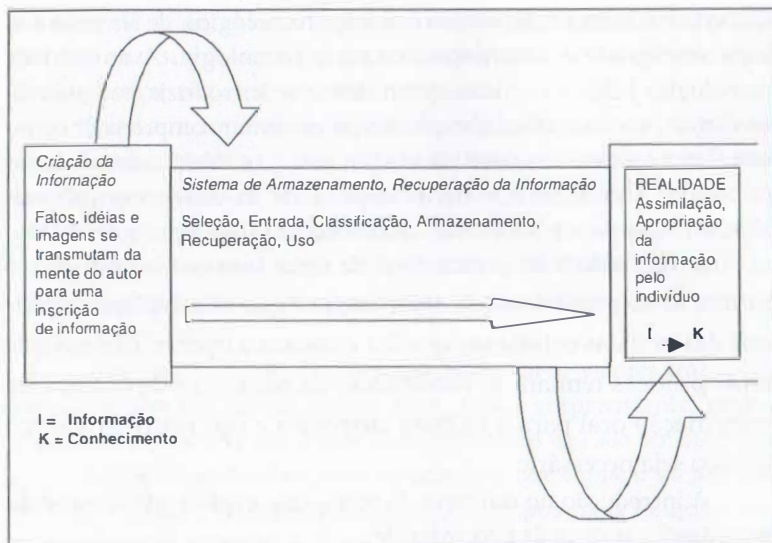 Criação da
Informação
Fatos, idéias e
imagens se
transmutam da
mente do autor
para uma
inscrição
de informação
Sistema de Armazenamento, Recuperação da Informação
Seleção, Entrada, Classificação, Armazenamento,
Recuperação, Uso
REALIDADE
Assimilação,
Apropriação
da
informação
pelo
indivíduo
I K
I = Informação
K = Conhecimento